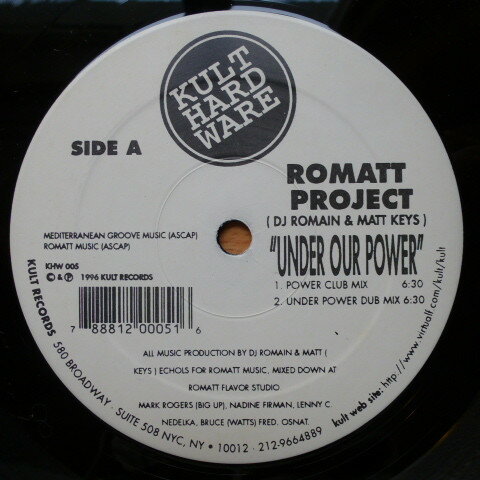 KULT
HARD
WARE
SIDE A
ROMATT
PROJECT
( DJ ROMAIN & MATT KEYS )
"UNDER OUR POWER"
1. POWER CLUB MIX 6:30
2. UNDER POWER DUB MIX 6:30
MEDITERRANEAN GROOVE MUSIC (ASCAP)
ROMATT MUSIC (ASCAP)
KHW 005
© & ℗ 1996 KULT RECORDS
7 88812 00051 6
ALL MUSIC PRODUCTION BY DJ ROMAIN & MATT (
KEYS ) ECHOLS FOR ROMATT MUSIC, MIXED DOWN AT
ROMATT FLAVOR STUDIO.
MARK ROGERS (BIG UP), NADINE FIRMAN, LENNY C.
NEDELKA, BRUCE (WATTS) FRED. OSNAT.
KULT RECORDS 580 BROADWAY · SUITE 508 NYC, NY • 10012 · 212-9664889
kult web site: http://www.virtualf.com/kult/kult